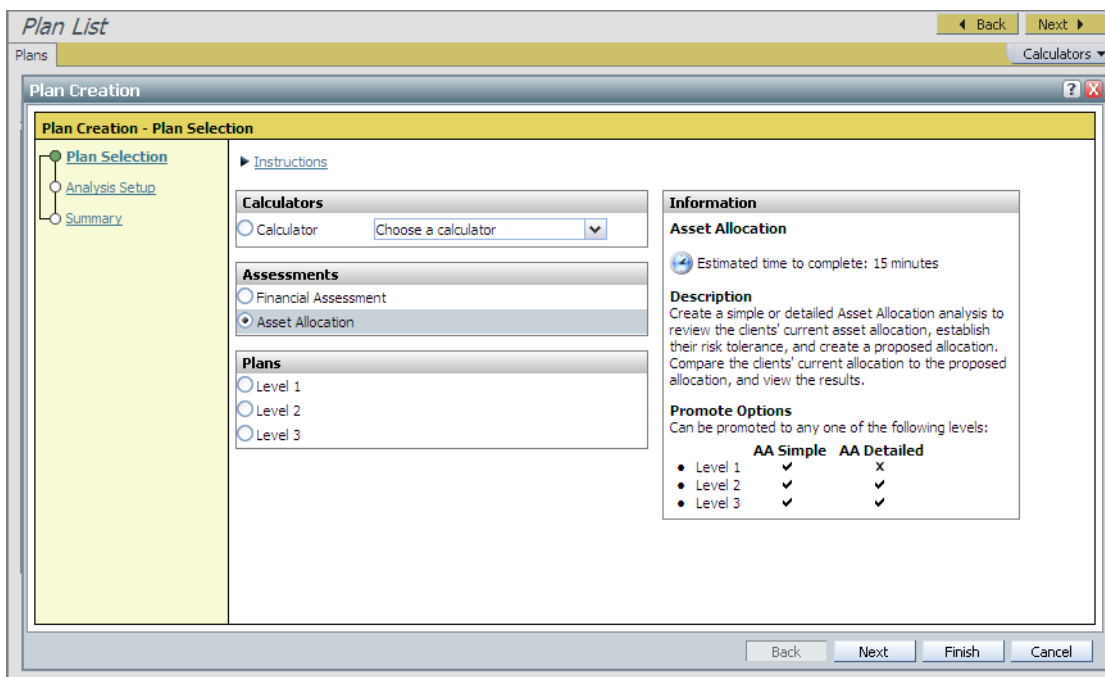 Plan List
Back
Next
Plans
Calculators
Plan Creation
?
X
Plan Creation - Plan Selection
Plan Selection
Analysis Setup
Summary
Instructions
Calculators
Calculator
Choose a calculator
Assessments
Financial Assessment
Asset Allocation
Plans
Level 1
Level 2
Level 3
Information
Asset Allocation
Estimated time to complete: 15 minutes
Description
Create a simple or detailed Asset Allocation analysis to
review the clients' current asset allocation, establish
their risk tolerance, and create a proposed allocation.
Compare the clients' current allocation to the proposed
allocation, and view the results.
Promote Options
Can be promoted to any one of the following levels:
AA Simple AA Detailed
• Level 1 ✔ X
• Level 2 ✔ ✔
• Level 3 ✔ ✔
Back
Next
Finish
Cancel